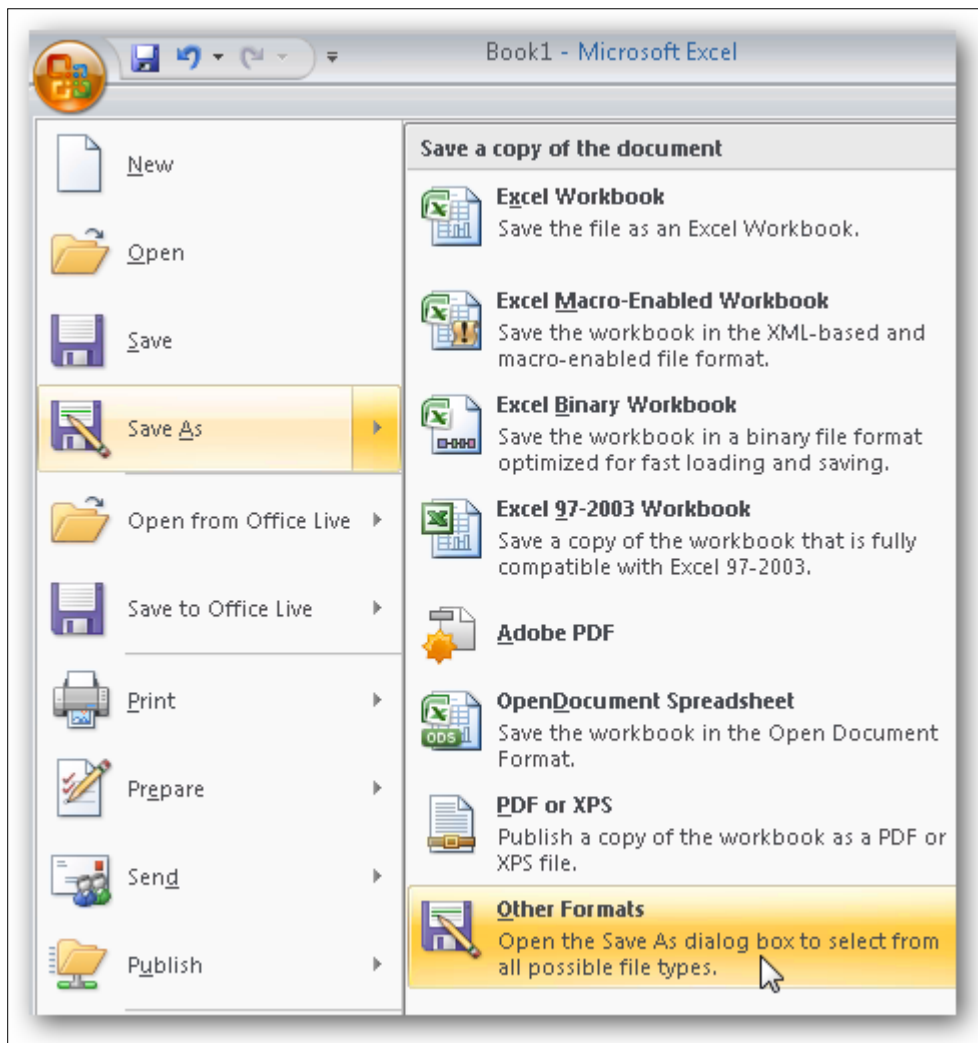 Book1 - Microsoft Excel
New
Open
Save
Save As
Open from Office Live
Save to Office Live
Print
Prepare
Send
Publish
Save a copy of the document
Excel Workbook
Save the file as an Excel Workbook.
Excel Macro-Enabled Workbook
Save the workbook in the XML-based and
macro-enabled file format.
Excel Binary Workbook
Save the workbook in a binary file format
optimized for fast loading and saving.
Excel 97-2003 Workbook
Save a copy of the workbook that is fully
compatible with Excel 97-2003.
Adobe PDF
OpenDocument Spreadsheet
ODS
Save the workbook in the Open Document
Format.
PDF or XPS
Publish a copy of the workbook as a PDF or
XPS file.
Other Formats
Open the Save As dialog box to select from
all possible file types.